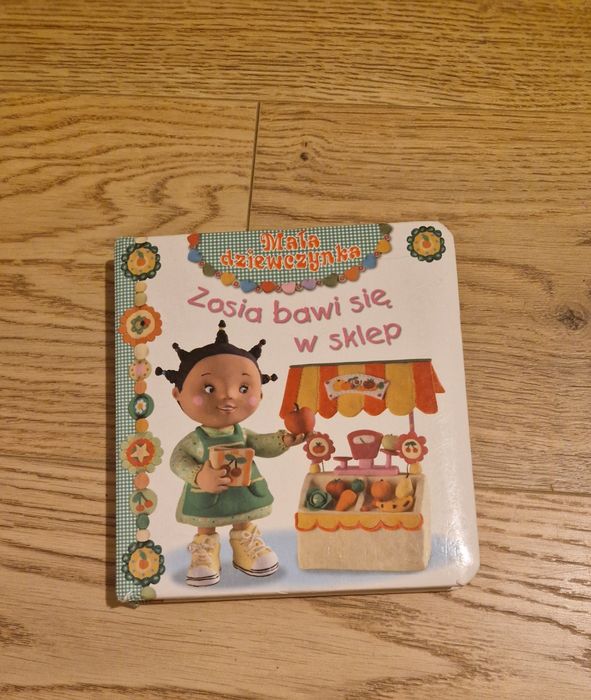 Mała
dziewczynka
Zosia bawi się
w sklep